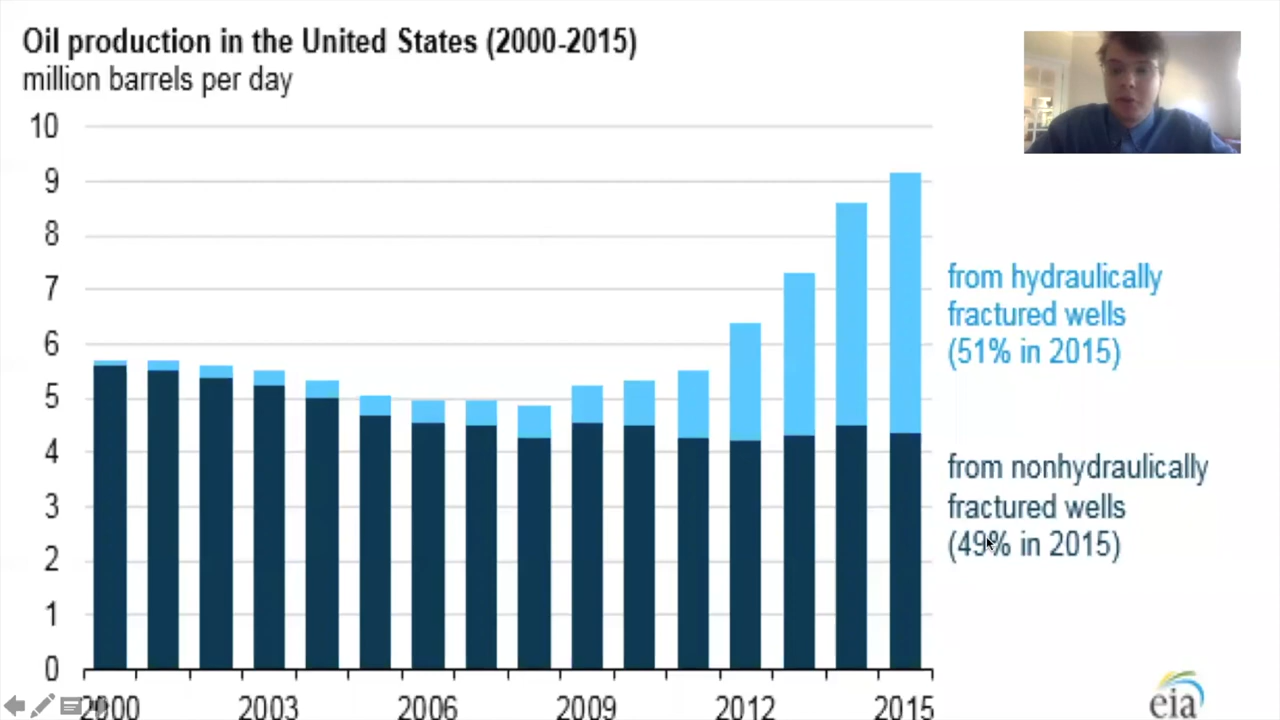 Oil production in the United States (2000-2015)
million barrels per day
10
9
8
7
6
5
4
3
2
1
0
from hydraulically
fractured wells
(51% in 2015)
from nonhydraulically
fractured wells
(49% in 2015)
2000 2003 2006 2009 2012 2015
eia